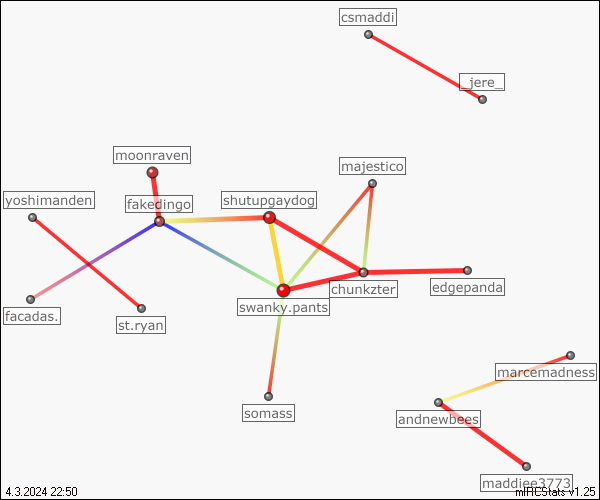 csmaddi
_jere_
moonraven
majestico
yoshimanden
fakedingo
shutupgaydog
chunkzter
edgepanda
swanky.pants
facadas.
st.ryan
marcemadness
somass
andnewbees
maddiee3773
4.3.2024 22:50
mIRCStats v1.25